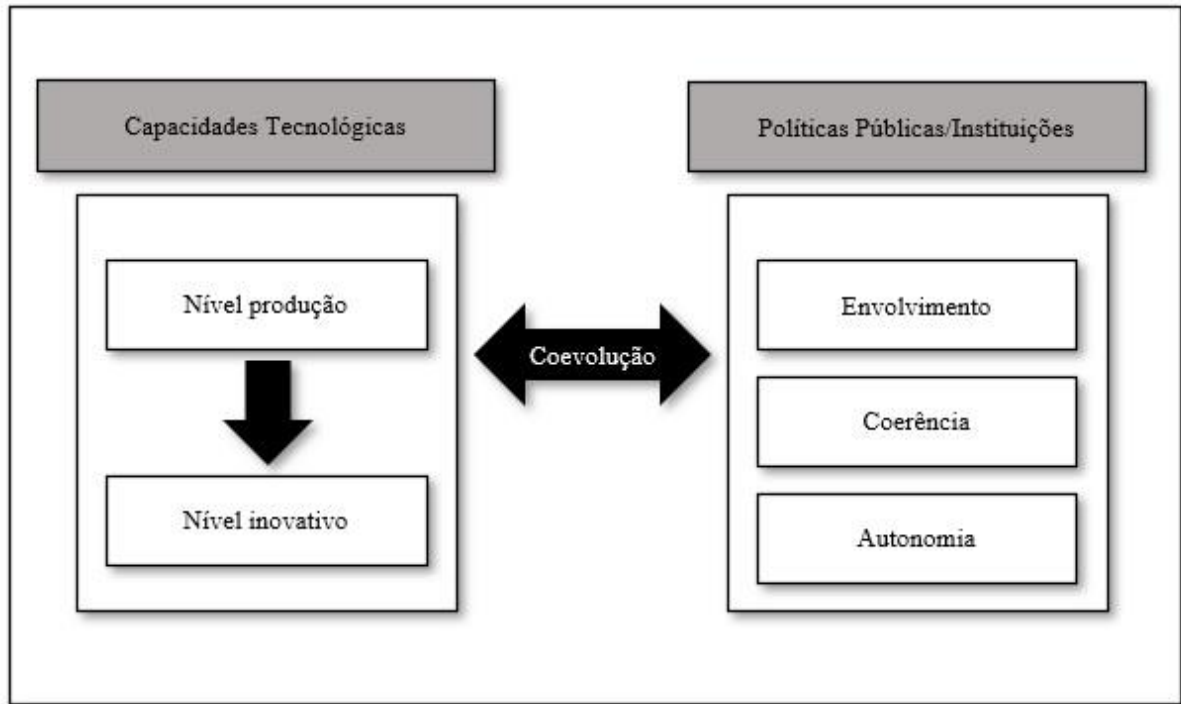 Capacidades Tecnológicas
Políticas Públicas/Instituições
Nível produção
Nível inovativo
Coevolução
Envolvimento
Coerência
Autonomia